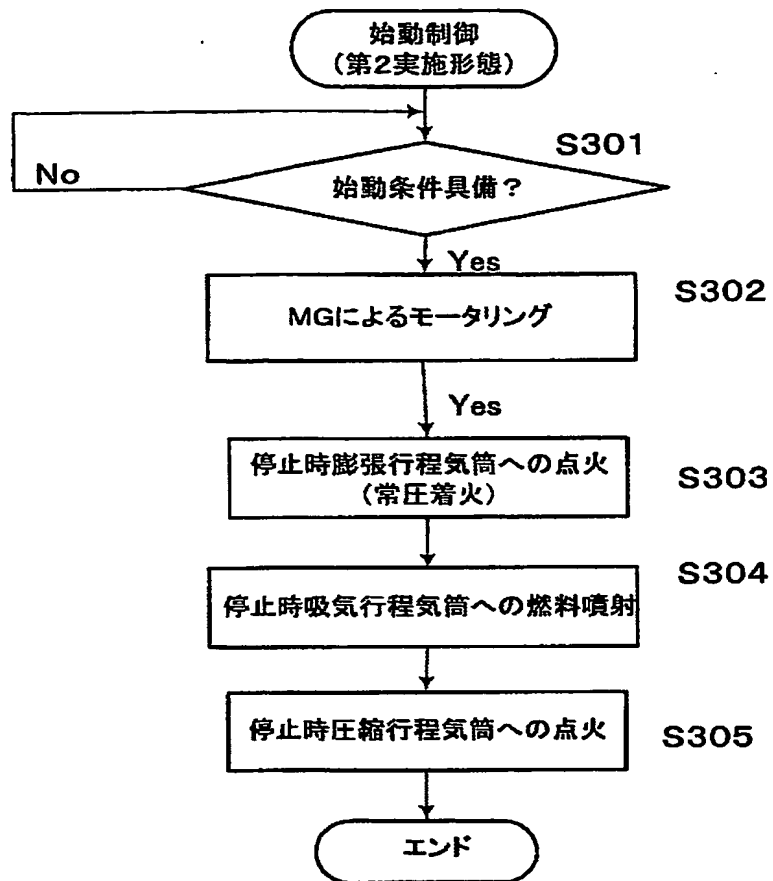 始動制御
(第2実施形態)
S301
始動条件具備?
No
Yes
S302
MGによるモータリング
Yes
停止時膨張行程気筒への点火
(常圧着火)
S303
S304
停止時吸気行程気筒への燃料噴射
停止時圧縮行程気筒への点火
S305
エンド